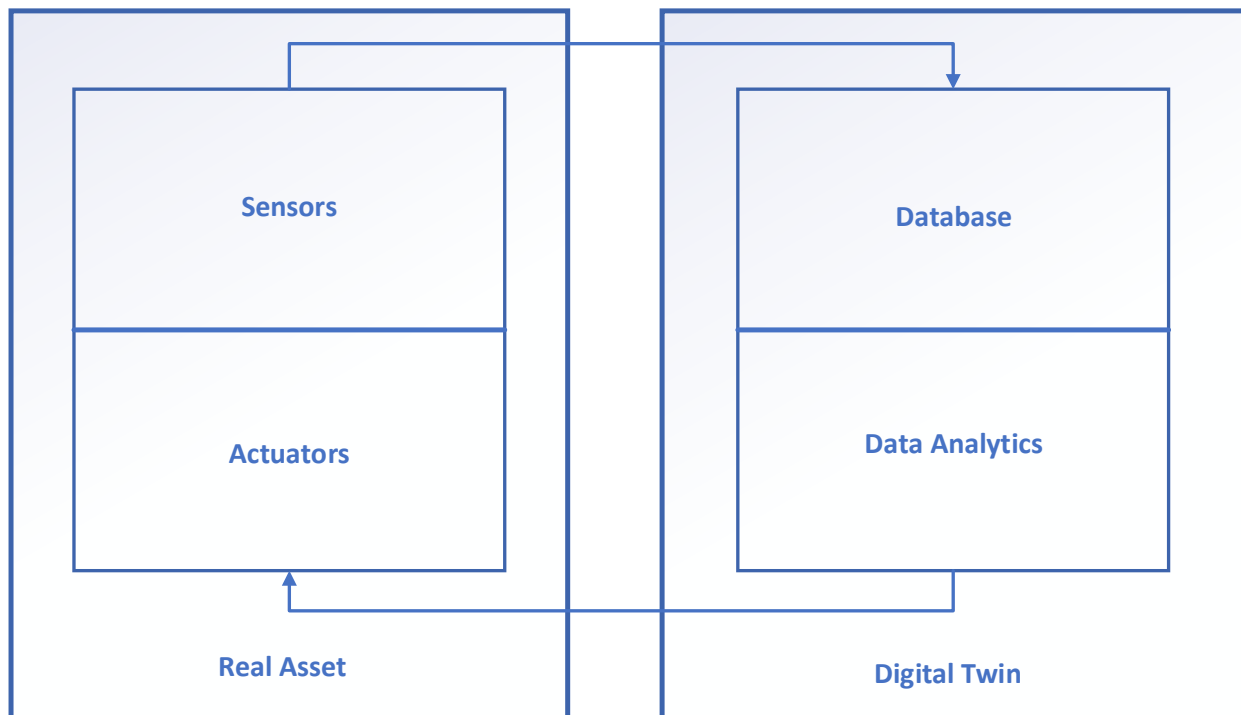 Sensors
Database
Actuators
Data Analytics
Real Asset
Digital Twin